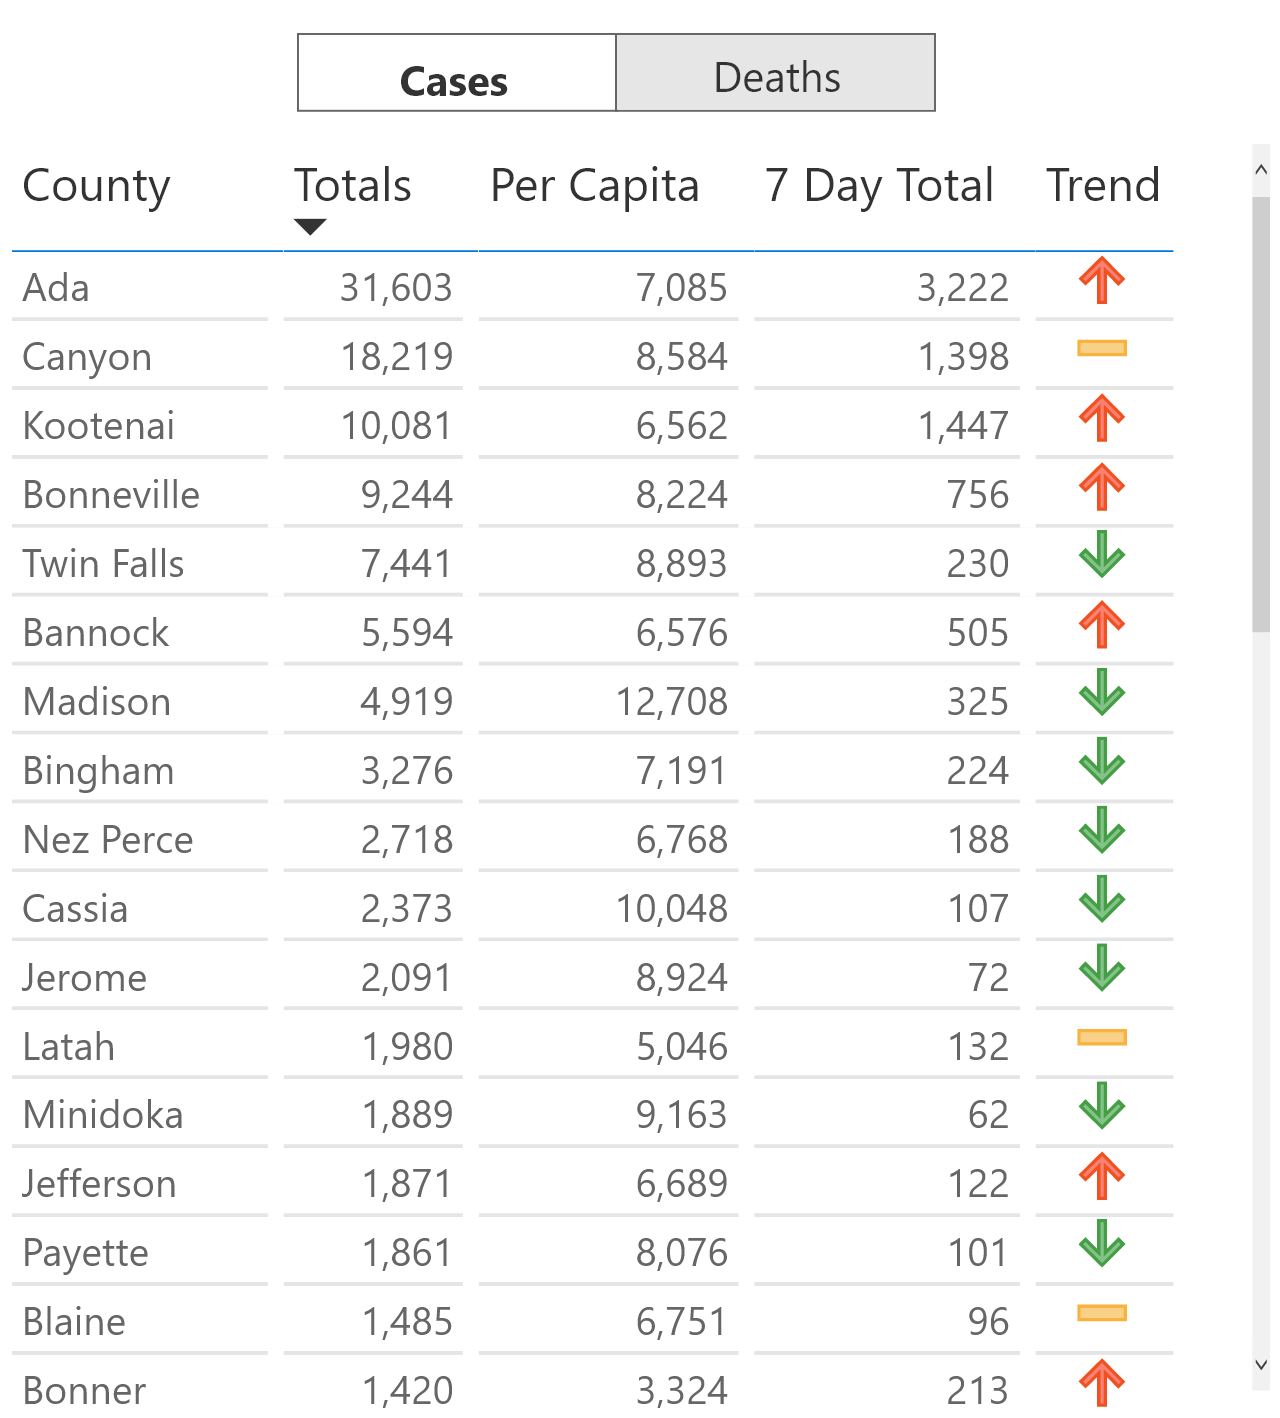 Cases Deaths
County Totals Per Capita 7 Day Total Trend
Ada 31,603 7,085 3,222
Canyon 18,219 8,584 1,398
Kootenai 10,081 6,562 1,447
Bonneville 9,244 8,224 756
Twin Falls 7,441 8,893 230
Bannock 5,594 6,576 505
Madison 4,919 12,708 325
Bingham 3,276 7,191 224
Nez Perce 2,718 6,768 188
Cassia 2,373 10,048 107
Jerome 2,091 8,924 72
Latah 1,980 5,046 132
Minidoka 1,889 9,163 62
Jefferson 1,871 6,689 122
Payette 1,861 8,076 101
Blaine 1,485 6,751 96
Bonner 1,420 3,324 213